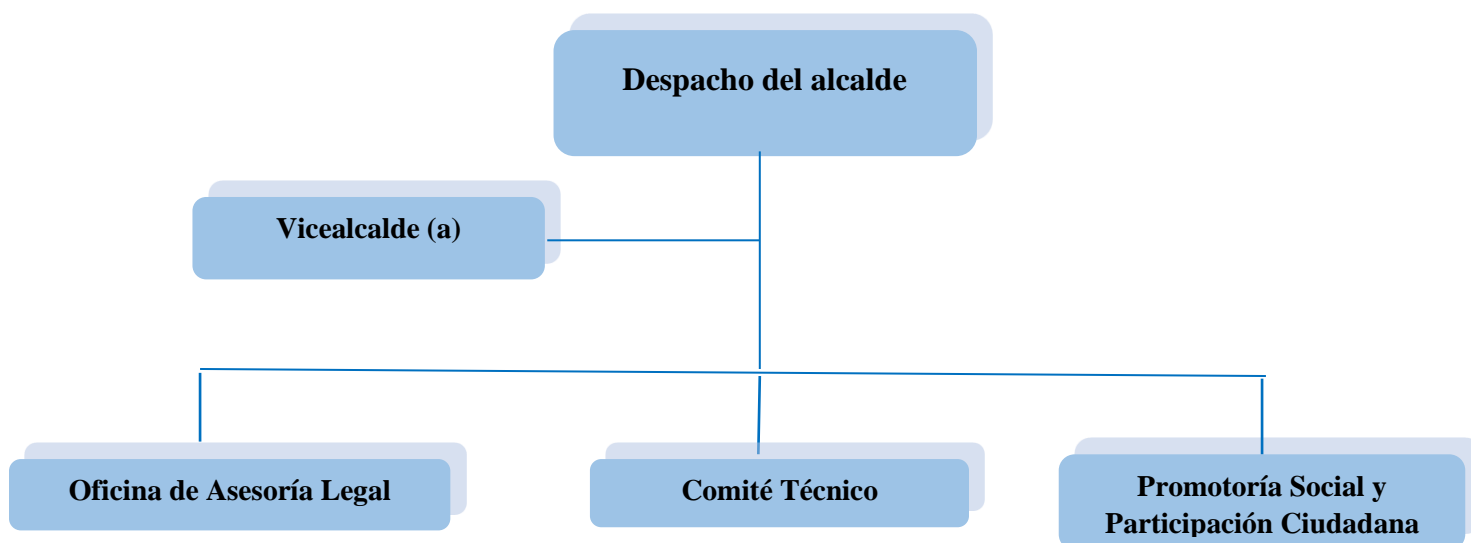 Despacho del alcalde
Vicealcalde (a)
Oficina de Asesoría Legal
Comité Técnico
Promotoría Social y
Participación Ciudadana